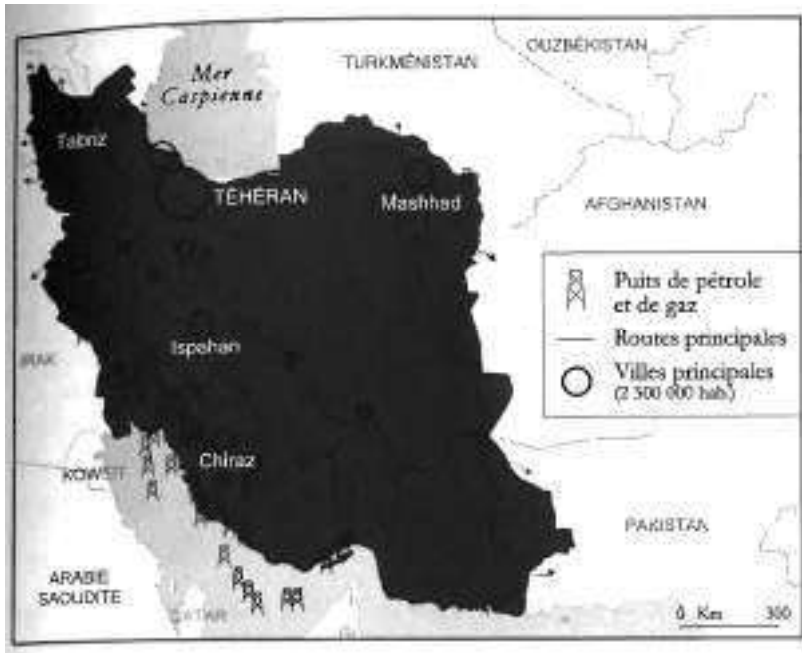 OUZBÉKISTAN
TURKMÉNISTAN
Mer
Caspienne
Tabriz
TÉHÉRAN
Mashhad
AFGHANISTAN
Puits de pétrole
et de gaz
Routes principales
Villes principales
(2 500 000 hab.)
Ispahan
IRAK
Chiraz
KOWEIT
PAKISTAN
ARABIE
SAOUDITE
QATAR
0 Km 300